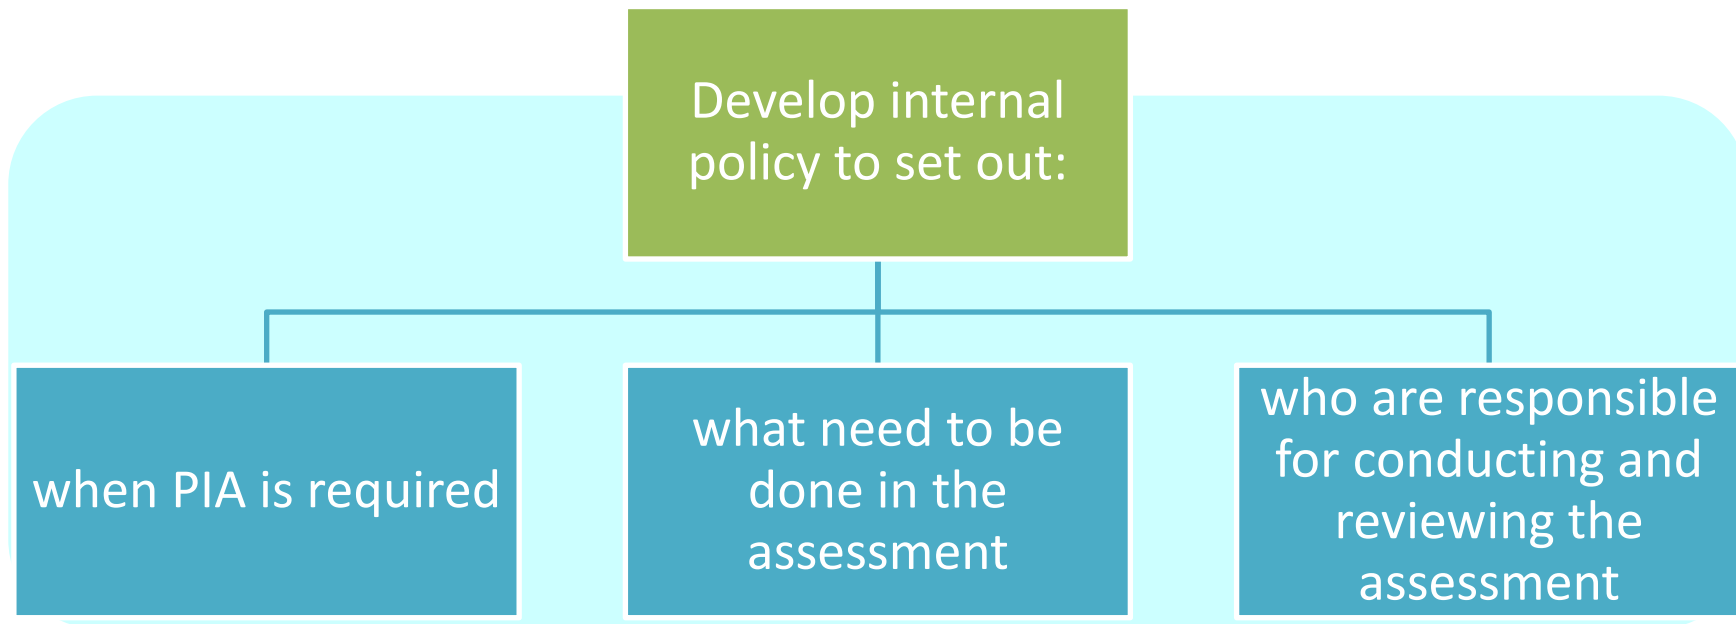 Develop internal
policy to set out:
when PIA is required
what need to be
done in the
assessment
who are responsible
for conducting and
reviewing the
assessment